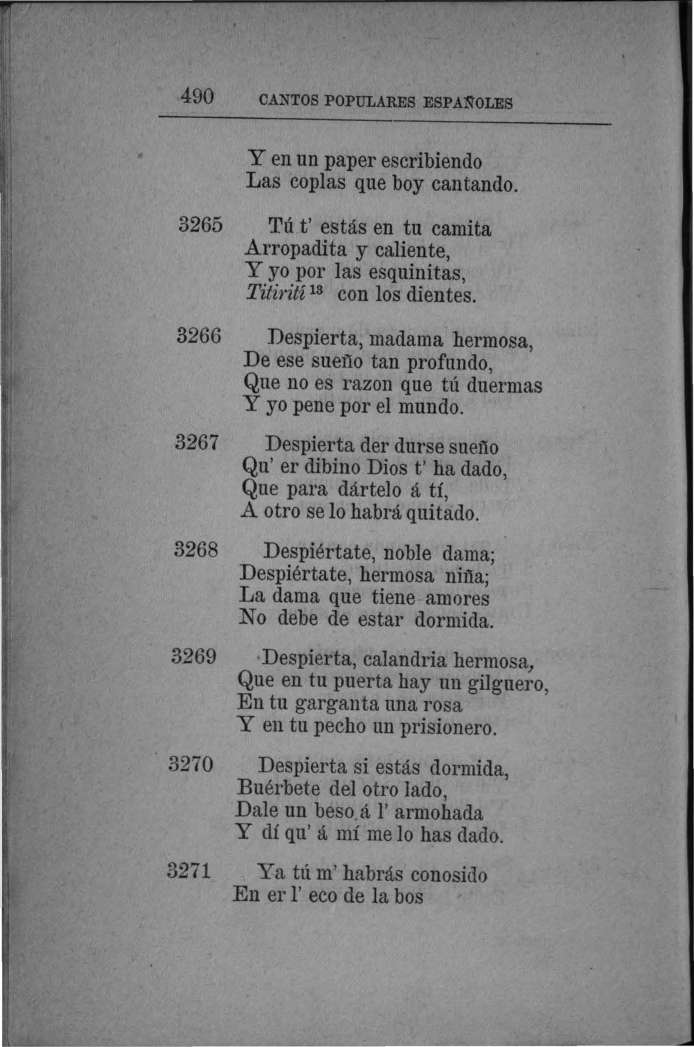 490 CANTOS POPULARES ESPAÑOLES
Y en un paper escribiendo
Las coplas que boy cantando.
3265 Tú t' estás en tu camita
Arropadita y caliente,
Y yo por las esquinitas,
Titirití 13 con los dientes.
3266 Despierta, madama hermosa,
De ese sueño tan profundo,
Que no es razon que tú duermas
Y yo pene por el mundo.
3267 Despierta der durse sueño
Qu' er dibino Dios t' ha dado,
Que para dártelo á tí,
A otro se lo habrá quitado.
3268 Despiértate, noble dama;
Despiértate, hermosa niña;
La dama que tiene amores
No debe de estar dormida.
3269 Despierta, calandria hermosa,
Que en tu puerta hay un gilguero,
En tu garganta una rosa
Y en tu pecho un prisionero.
3270 Despierta si estás dormida,
Buérbete del otro lado,
Dale un beso á l' armohada
Y dí qu' á mí me lo has dado.
3271 Ya tú m' habrás conosido
En er l' eco de la bos